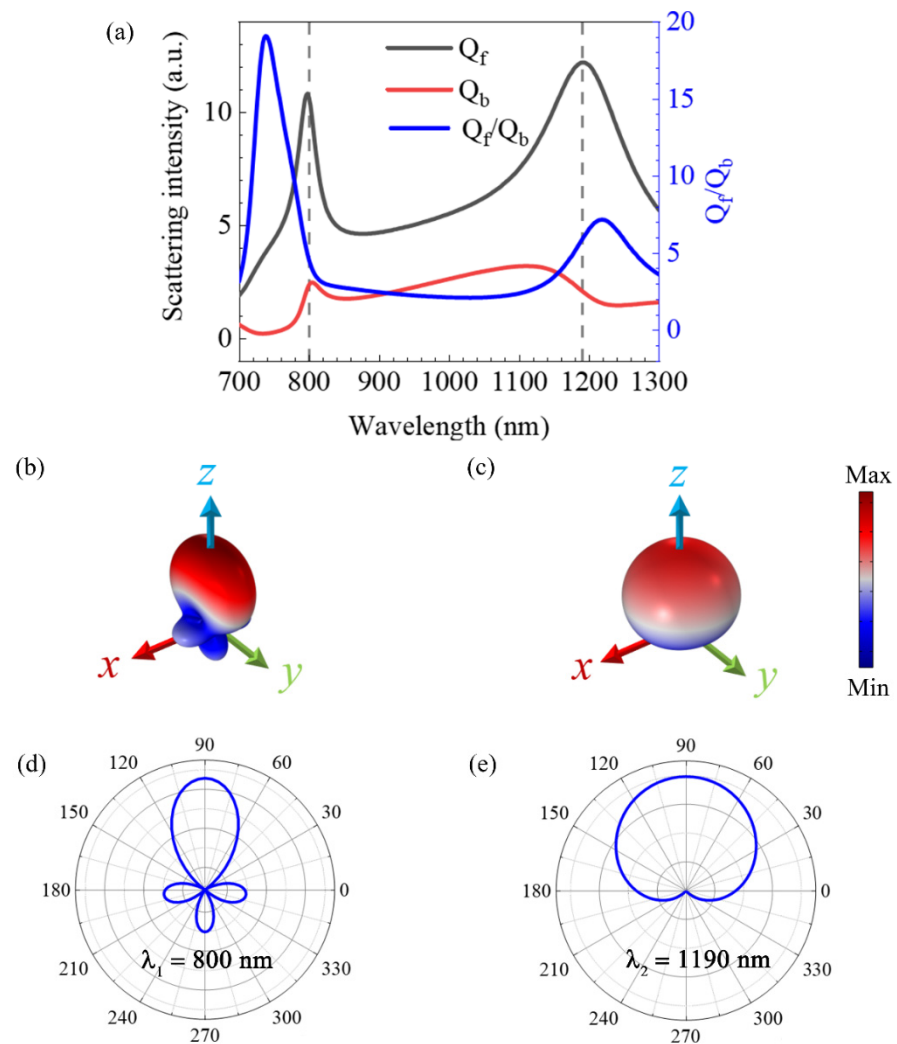 (a)
Scattering intensity (a.u.)
10
5
0
Q_f
Q_b
Q_f/Q_b
20
15
10
5
0
Q_f/Q_b
700 800 900 1000 1100 1200 1300
Wavelength (nm)
(b)
z
x
y
(c)
z
x
y
Max
Min
(d)
90
120 60
150 30
180 0
210 330
240 300
270
λ₁ = 800 nm
(e)
90
120 60
150 30
180 0
210 330
240 300
270
λ₂ = 1190 nm